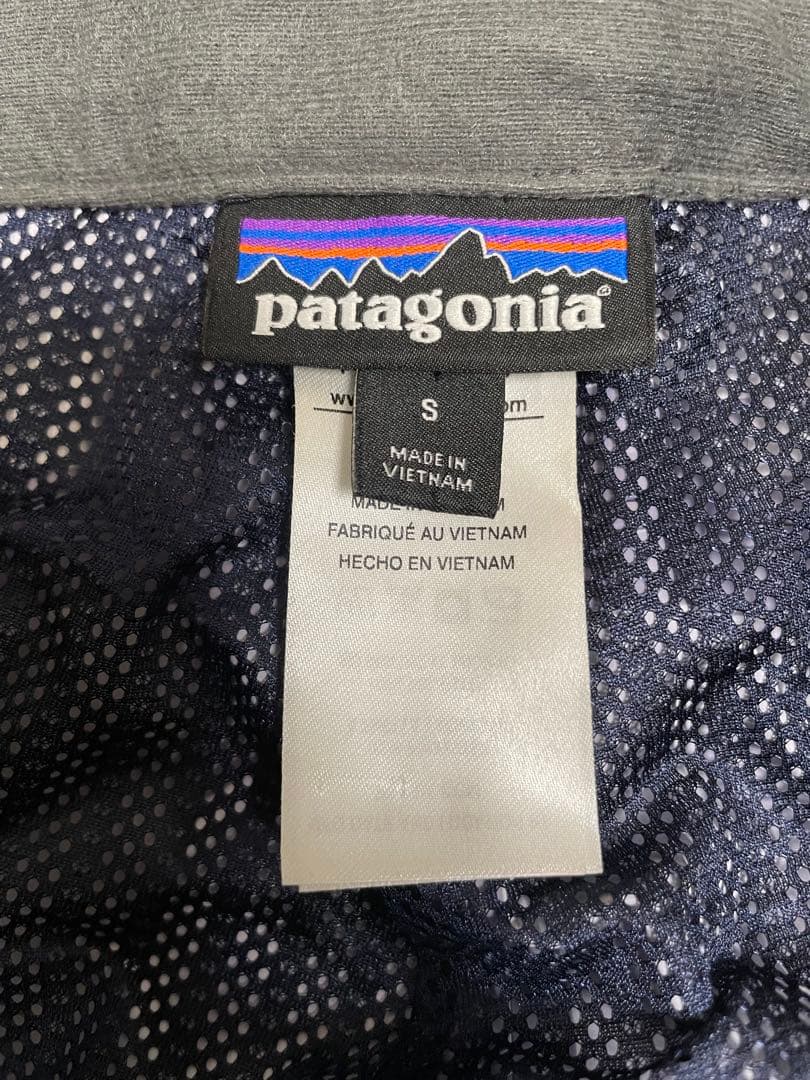 patagonia®
S
MADE IN
VIETNAM
FABRIQUÉ AU VIETNAM
HECHO EN VIETNAM